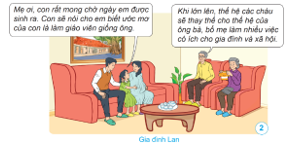 Mẹ ơi, con rất mong chờ ngày em được
sinh ra. Con sẽ nói cho em biết ước mơ
của con là làm giáo viên giống ông.
Khi lớn lên, thế hệ các cháu
sẽ thay thế cho thế hệ của
ông bà, bố mẹ làm nhiều việc
có ích cho gia đình và xã hội.
2
Gia đình Lan